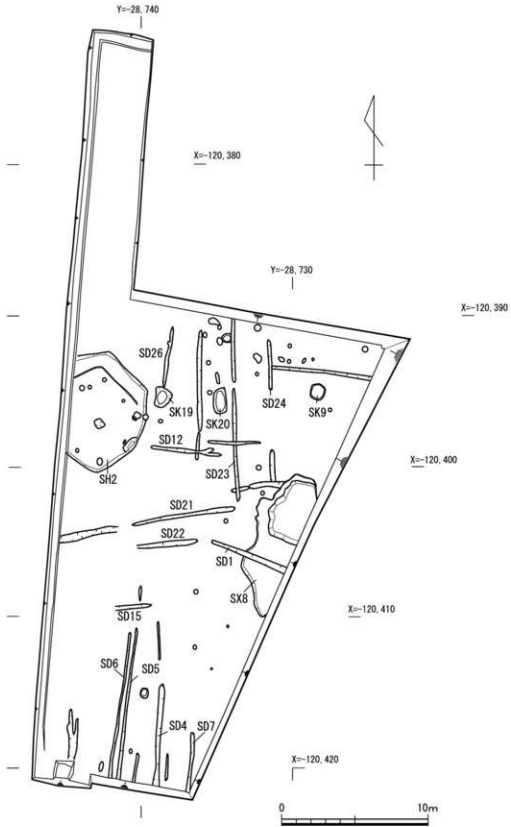 Y=-28,740
X=-120,380
Y=-28,730
X=-120,390
SD26
SK19
SK20
SD24
SK9
SD12
X=-120,400
SH2
SD23
SD21
SD22
SD1
SX8
SD15
X=-120,410
SD6
SD5
SD4
SD7
X=-120,420
0 10m